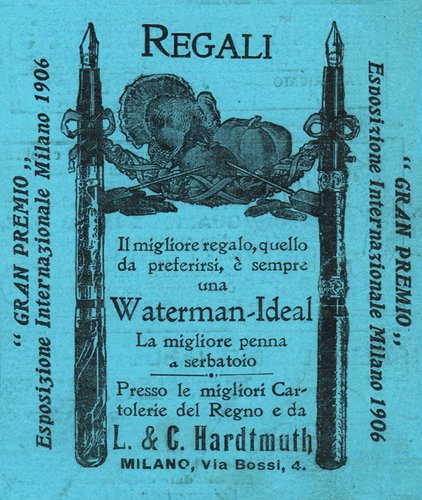 REGALI
"GRAN PREMIO„
Esposizione Internazionale Milano 1906
Il migliore regalo, quello
da preferirsi, è sempre
una
Waterman-Ideal
La migliore penna
a serbatoio
Presso le migliori Car-
tolerie del Regno e da
L. & C. Hardtmuth
MILANO, Via Bossi, 4.
"GRAN PREMIO„
Esposizione Internazionale Milano 1906